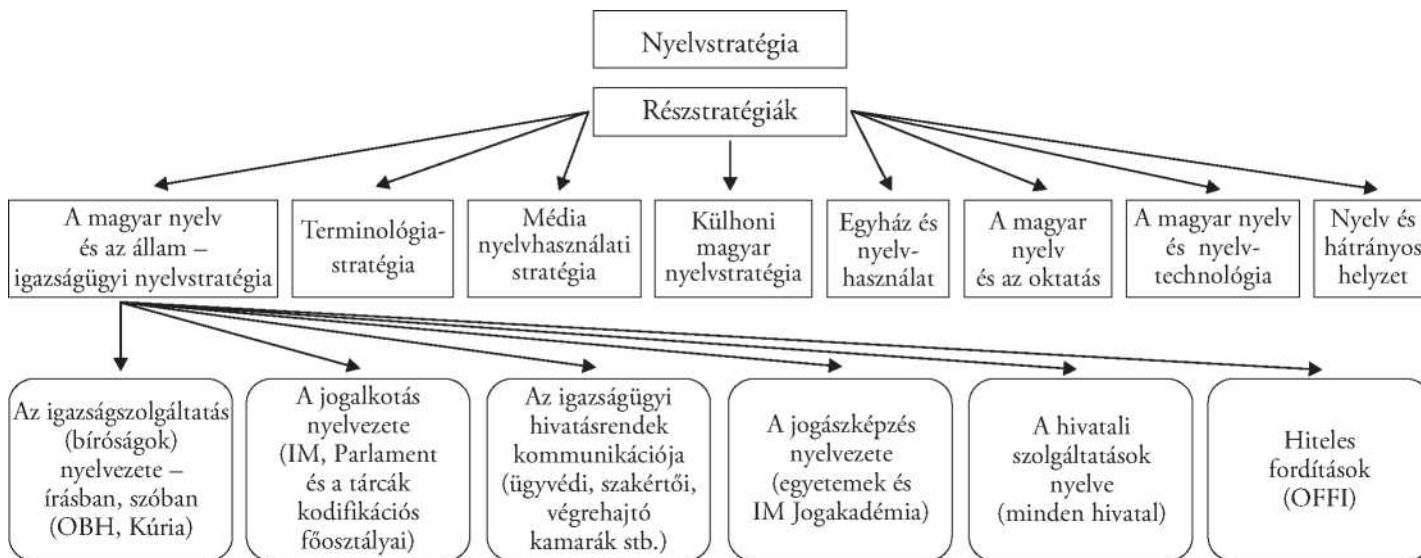 Nyelvstratégia
Részstratégiák
A magyar nyelv
és az állam –
igazságügyi nyelvstratégia
Terminológia-
stratégia
Média
nyelvhasználati
stratégia
Külhoni
magyar
nyelvstratégia
Egyház és
nyelv-
használat
A magyar
nyelv
és az oktatás
A magyar nyelv
és nyelv-
technológia
Nyelv és
hátrányos
helyzet
Az igazságszolgáltatás
(bíróságok)
nyelvezete –
írásban, szóban
(OBH, Kúria)
A jogalkotás
nyelvezete
(IM, Parlament
és a tárcák
kodifikációs
főosztályai)
Az igazságügyi
hivatásrendek
kommunikációja
(ügyvédi, szakértői,
végrehajtó
kamarák stb.)
A jogászképzés
nyelvezete
(egyetemek és
IM Jogakadémia)
A hivatali
szolgáltatások
nyelve
(minden hivatal)
Hiteles
fordítások
(OFFI)